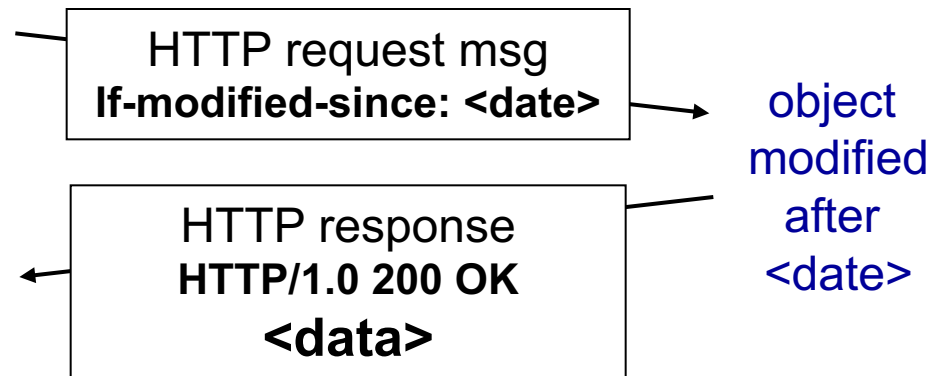 HTTP request msg
If-modified-since: <date>
object
modified
after
<date>
HTTP response
HTTP/1.0 200 OK
<data>